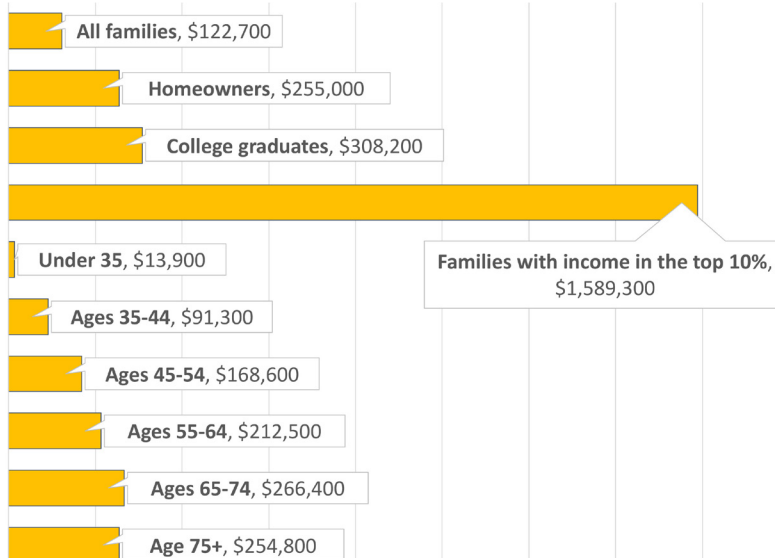 All families, $122,700
Homeowners, $255,000
College graduates, $308,200
Families with income in the top 10%,
$1,589,300
Under 35, $13,900
Ages 35-44, $91,300
Ages 45-54, $168,600
Ages 55-64, $212,500
Ages 65-74, $266,400
Age 75+, $254,800